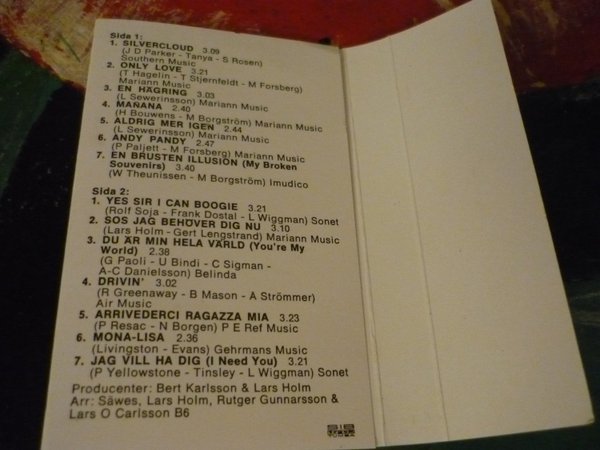 Sida 1:
1. SILVERCLOUD 3.09
(J D Parker - Tanya - S Rosen)
Southern Music
2. ONLY LOVE 3.21
(T Hagelin - T Stjernfeldt - M Forsberg)
Mariann Music
3. EN HÄGRING 3.03
(L Sewerinsson) Mariann Music
4. MAÑANA 2.40
(H Bouwens - M Borgström) Mariann Music
5. ALDRIG MER IGEN 2.44
(L Sewerinsson) Mariann Music
6. ANDY PANDY 2.47
(P Paljett - M Forsberg) Mariann Music
7. EN BRUSTEN ILLUSION (My Broken
Souvenirs) 3.40
(W Theunissen - M Borgström) Imudico
Sida 2:
1. YES SIR I CAN BOOGIE 3.21
(Rolf Soja - Frank Dostal - L Wiggman) Sonet
2. SOS JAG BEHÖVER DIG NU 3.10
(Lars Holm - Gert Lengstrand) Mariann Music
3. DU ÄR MIN HELA VÄRLD (You're My
World) 2.38
(G Paoli - U Bindi - C Sigman -
A-C Danielsson) Belinda
4. DRIVIN' 3.02
(R Greenaway - B Mason - A Strömmer)
Air Music
5. ARRIVEDERCI RAGAZZA MIA 3.23
(P Resac - N Borgen) P E Ref Music
6. MONA-LISA 2.36
(Livingston - Evans) Gehrmans Music
7. JAG VILL HA DIG (I Need You) 3.21
(P Yellowstone - Tinsley - L Wiggman) Sonet
Producenter: Bert Karlsson & Lars Holm
Arr: Säwes, Lars Holm, Rutger Gunnarsson &
Lars O Carlsson B6